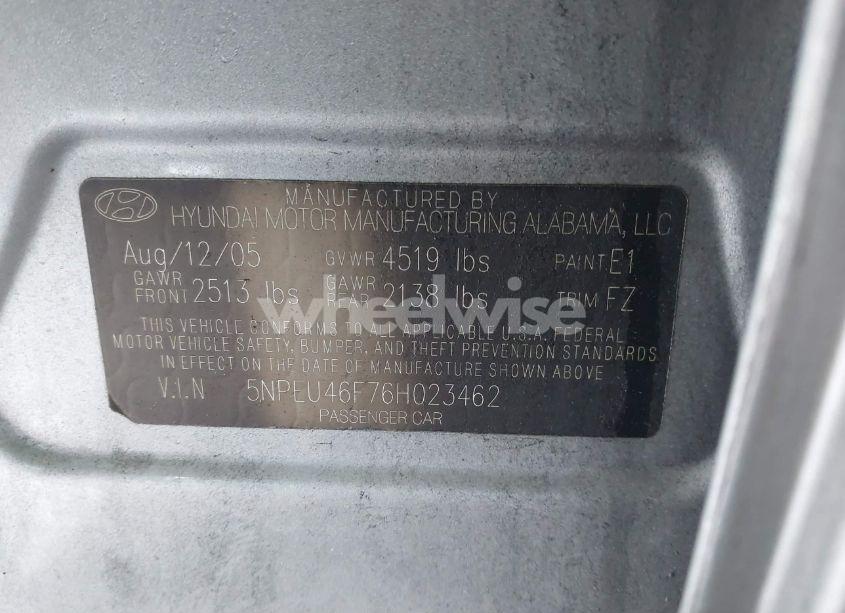 MANUFACTURED BY
HYUNDAI MOTOR MANUFACTURING ALABAMA, LLC
Aug/12/05 GVWR 4519 lbs PAINT E1
GAWR FRONT 2513 lbs GAWR REAR 2138 lbs TRIM FZ
wheelwise
THIS VEHICLE CONFORMS TO ALL APPLICABLE U.S.A. FEDERAL
MOTOR VEHICLE SAFETY, BUMPER, AND THEFT PREVENTION STANDARDS
IN EFFECT ON THE DATE OF MANUFACTURE SHOWN ABOVE
V.I.N 5NPEU46F76H023462
PASSENGER CAR